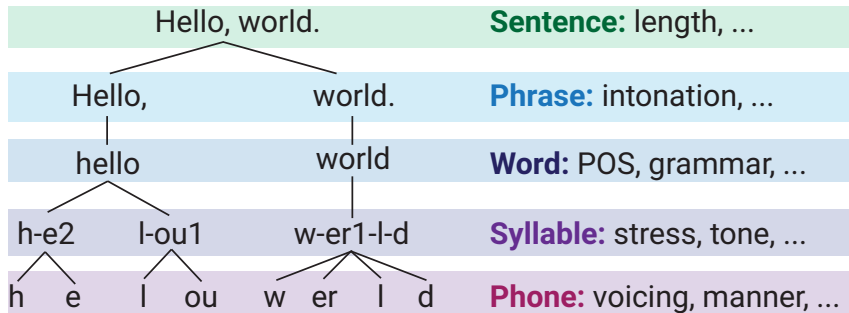 Hello, world. Sentence: length, ...
Hello, world. Phrase: intonation, ...
hello world Word: POS, grammar, ...
h-e2 l-ou1 w-er1-l-d Syllable: stress, tone, ...
h e l ou w er l d Phone: voicing, manner, ...